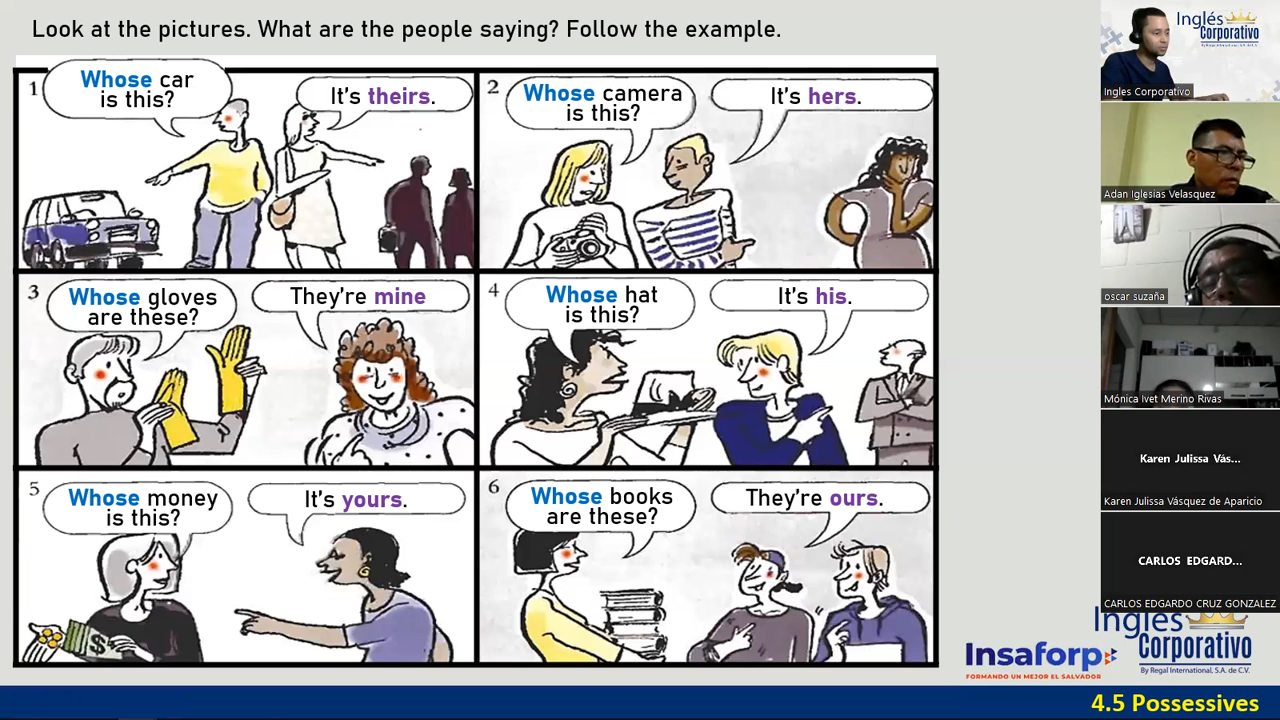 Look at the pictures. What are the people saying? Follow the example.
1
Whose car
is this?
It's theirs.
2
Whose camera
is this?
It's hers.
3
Whose gloves
are these?
They're mine
4
Whose hat
is this?
It's his.
5
Whose money
is this?
It's yours.
$
6
Whose books
are these?
They're ours.
Inglés
Corporativo
By Regal International, S.A. de C.V.
Ingles Corporativo
Adan Iglesias Velasquez
oscar suzaña
Mónica Ivet Merino Rivas
Karen Julissa Vás...
Karen Julissa Vásquez de Aparicio
CARLOS EDGARD...
CARLOS EDGARDO CRUZ GONZALEZ
Inglés
Corporativo
By Regal International, S.A. de C.V.
Insaforp
FORMANDO UN MEJOR EL SALVADOR
4.5 Possessives